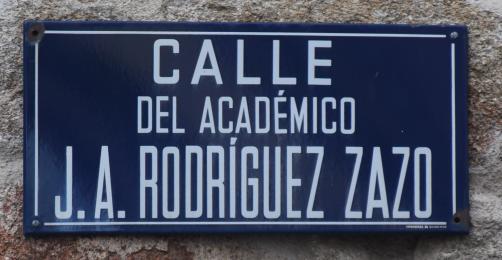 CALLE
DEL ACADÉMICO
J. A. RODRÍGUEZ ZAZO